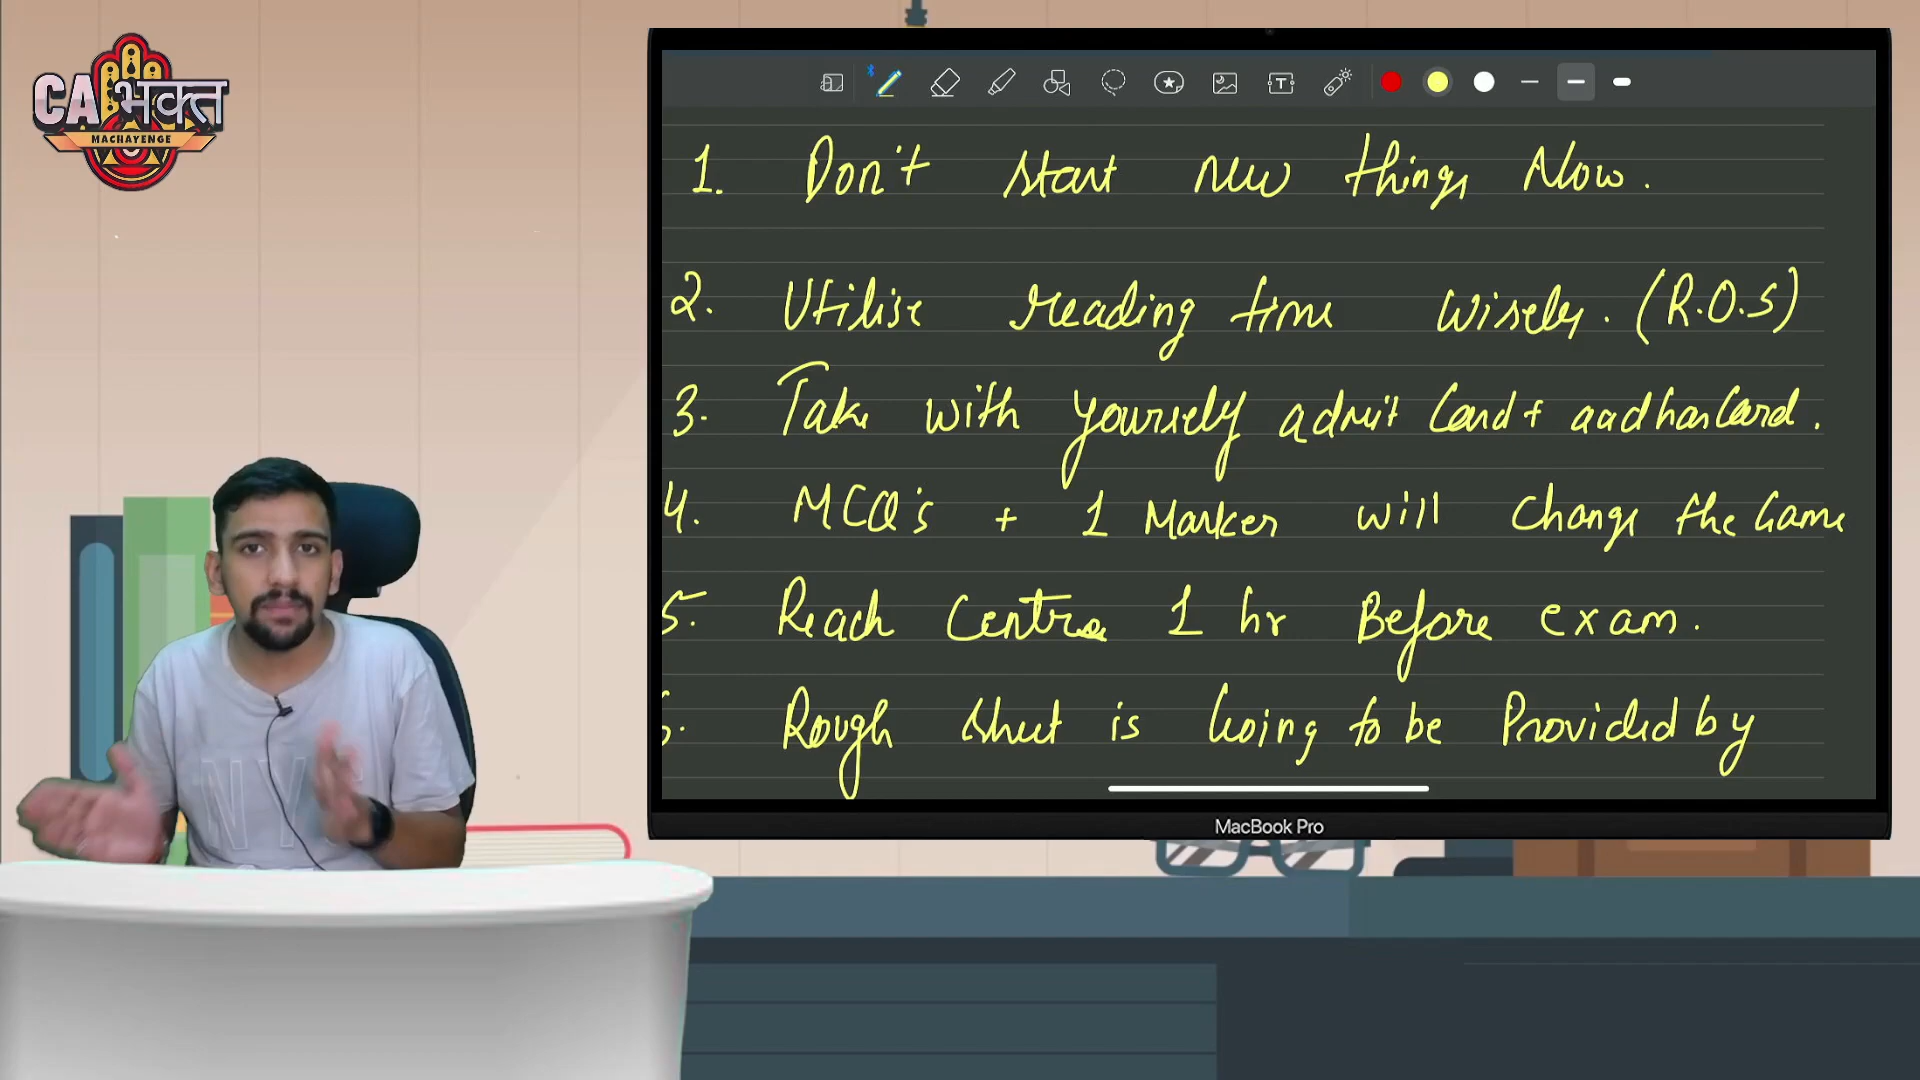 CA भक्त
MACHAYENGE
1. Don't start new things Now.
2. Utilise reading time wisely. (R.O.S)
3. Take with yourself admit Card + aadharCard.
4. MCQ's + 1 Marker will change the Game
5. Reach Centre 1 hr Before exam.
6. Rough sheet is Going to be Provided by
MacBook Pro